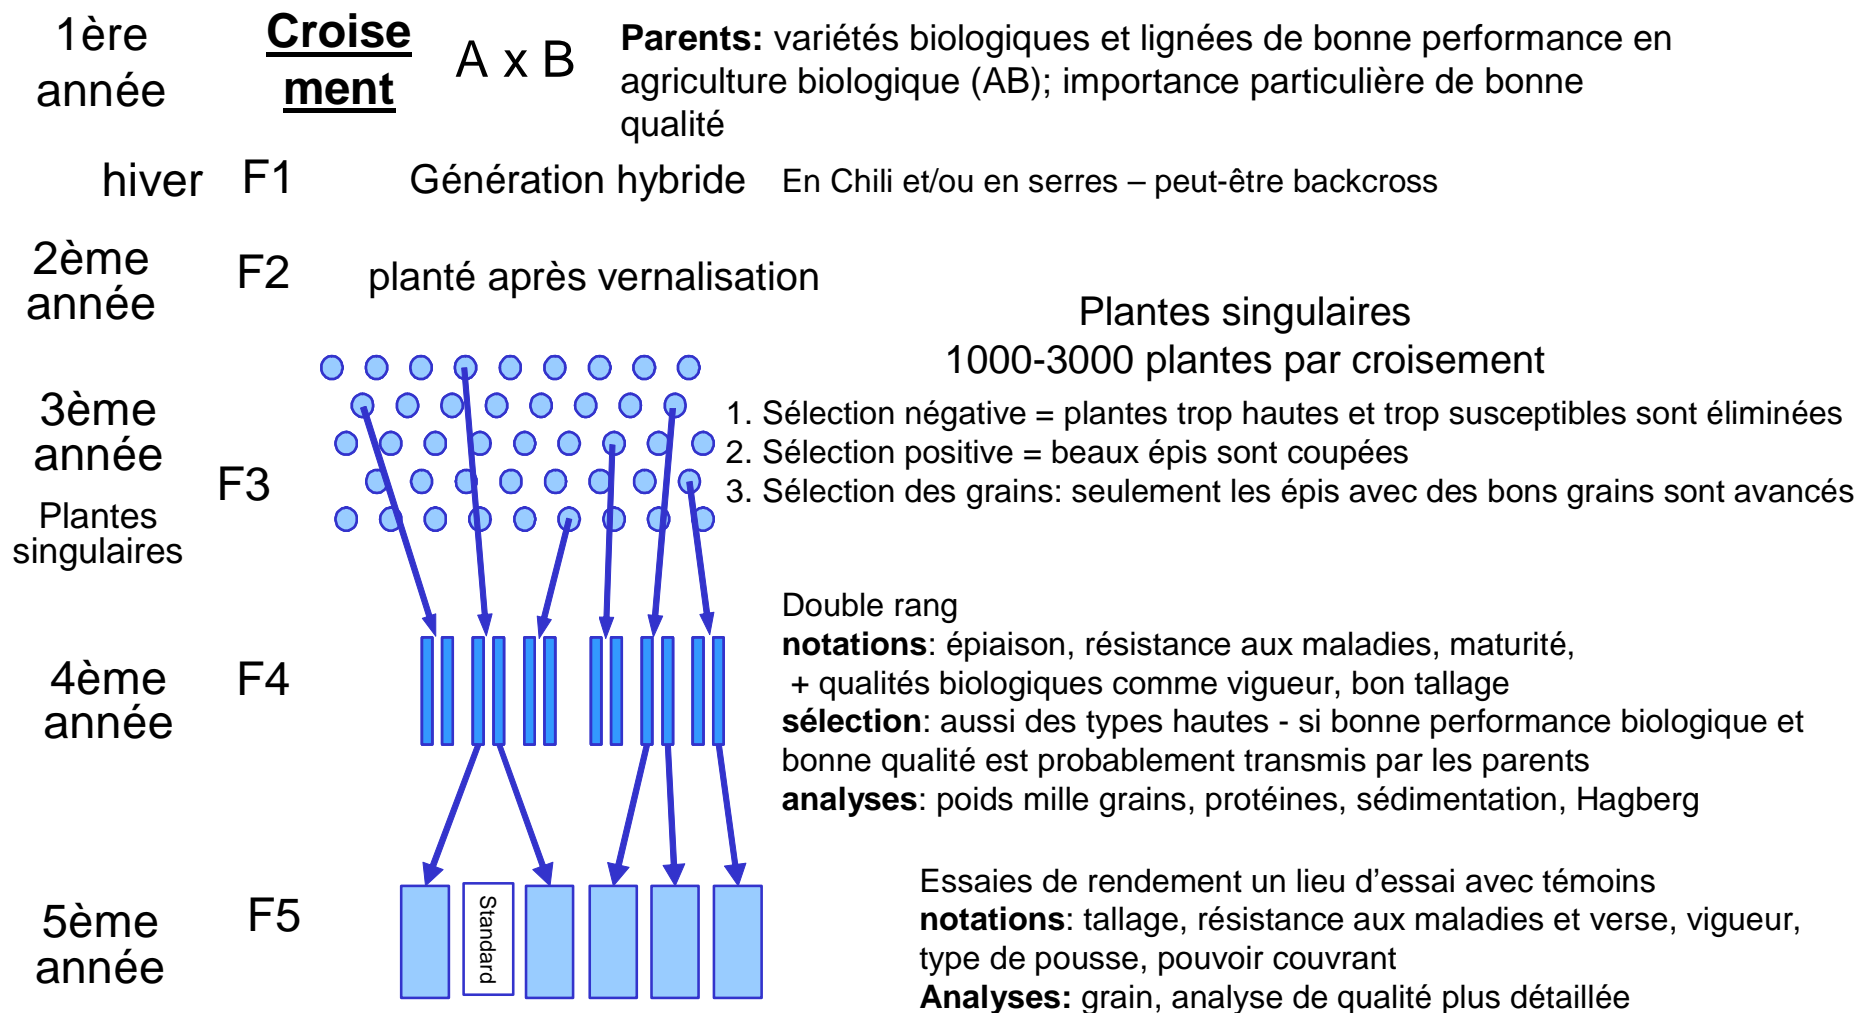 1ère
année
Croise
ment
A x B
Parents: variétés biologiques et lignées de bonne performance en
agriculture biologique (AB); importance particulière de bonne
qualité
hiver F1 Génération hybride En Chili et/ou en serres – peut-être backcross
2ème
année
F2 planté après vernalisation
Plantes singulaires
1000-3000 plantes par croisement
3ème
année
F3
Plantes
singulaires
1. Sélection négative = plantes trop hautes et trop susceptibles sont éliminées
2. Sélection positive = beaux épis sont coupées
3. Sélection des grains: seulement les épis avec des bons grains sont avancés
4ème
année
F4
Double rang
notations: épiaison, résistance aux maladies, maturité,
+ qualités biologiques comme vigueur, bon tallage
sélection: aussi des types hautes - si bonne performance biologique et
bonne qualité est probablement transmis par les parents
analyses: poids mille grains, protéines, sédimentation, Hagberg
5ème
année
F5
Standard
Essaies de rendement un lieu d'essai avec témoins
notations: tallage, résistance aux maladies et verse, vigueur,
type de pousse, pouvoir couvrant
Analyses: grain, analyse de qualité plus détaillée